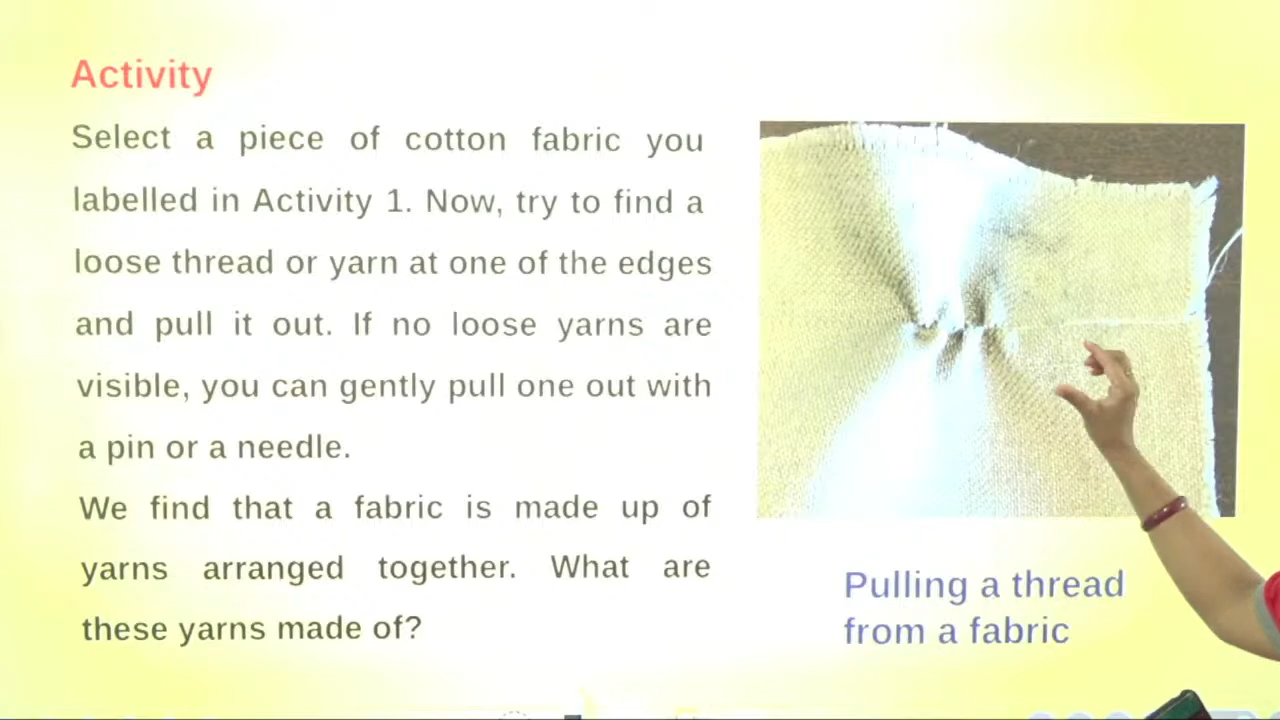 Activity
Select a piece of cotton fabric you
labelled in Activity 1. Now, try to find a
loose thread or yarn at one of the edges
and pull it out. If no loose yarns are
visible, you can gently pull one out with
a pin or a needle.
We find that a fabric is made up of
yarns arranged together. What are
these yarns made of?
Pulling a thread
from a fabric